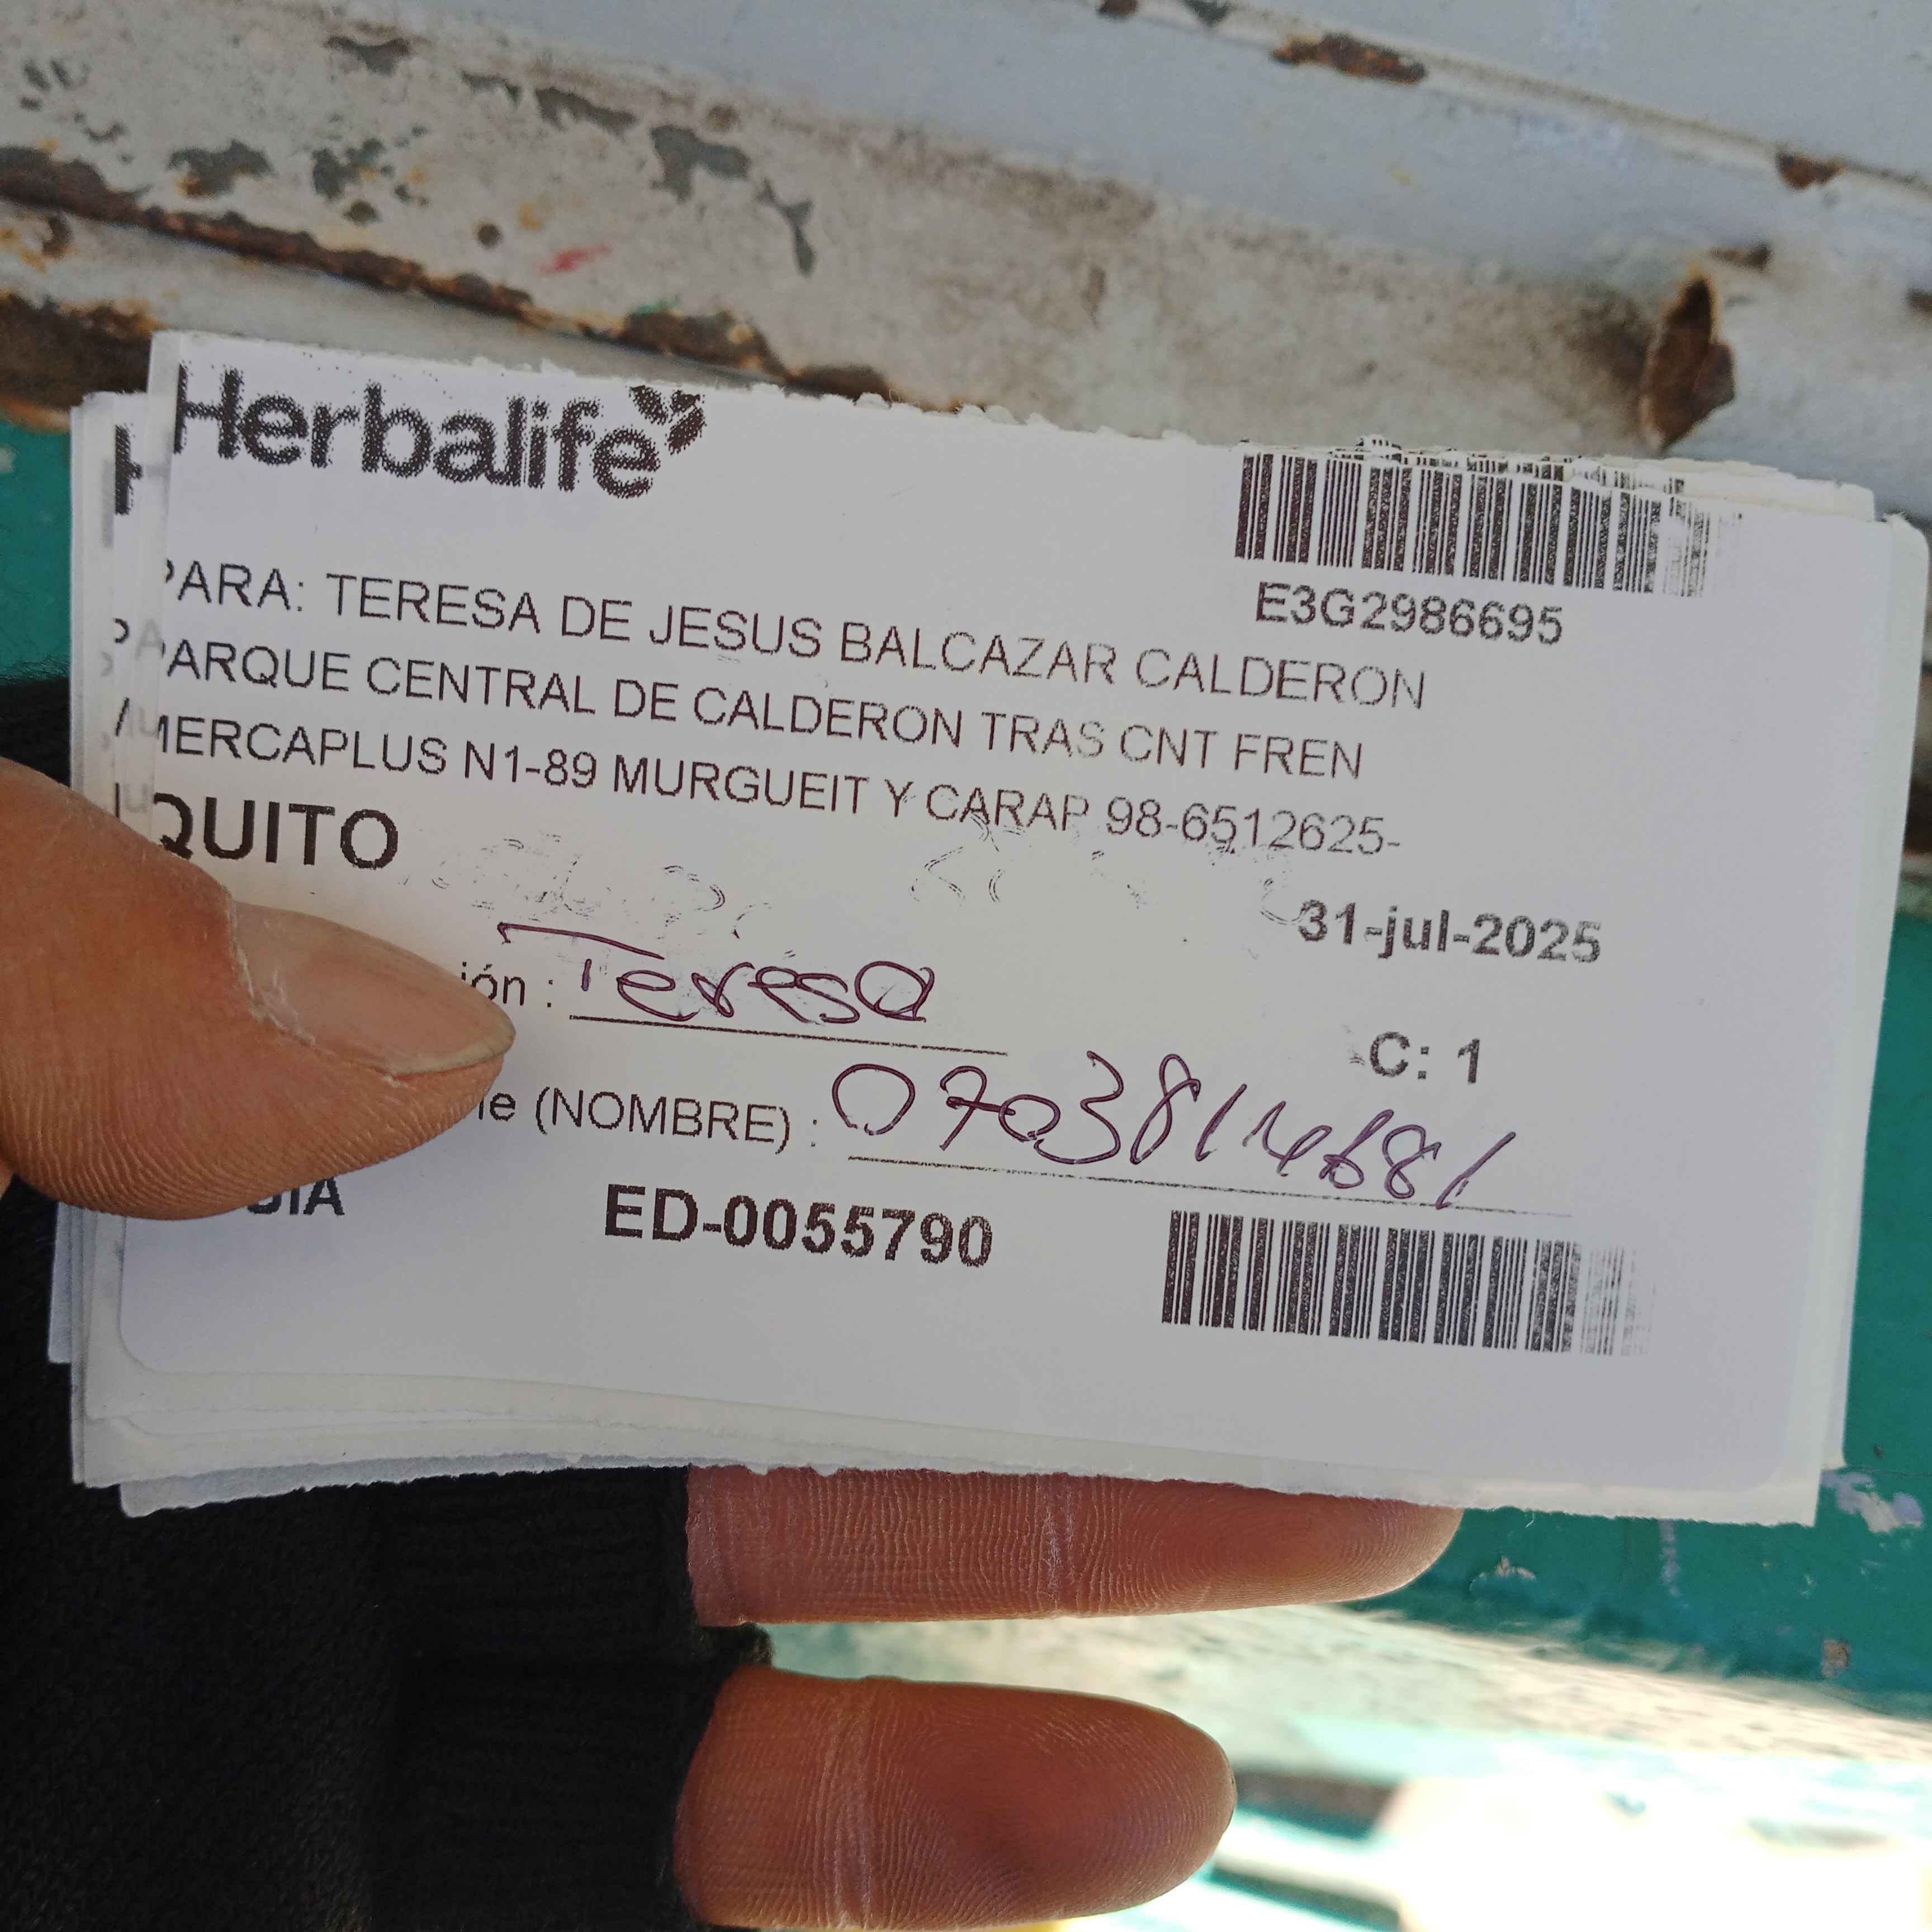 Herbalife
E3G2986695
PARA: TERESA DE JESUS BALCAZAR CALDERON
PARQUE CENTRAL DE CALDERON TRAS CNT FREN
MERCAPLUS N1-89 MURGUEIT Y CARAP 98-6512625-
QUITO
31-jul-2025
ión : Teresa
C: 1
(NOMBRE) : 0703814681
ED-0055790